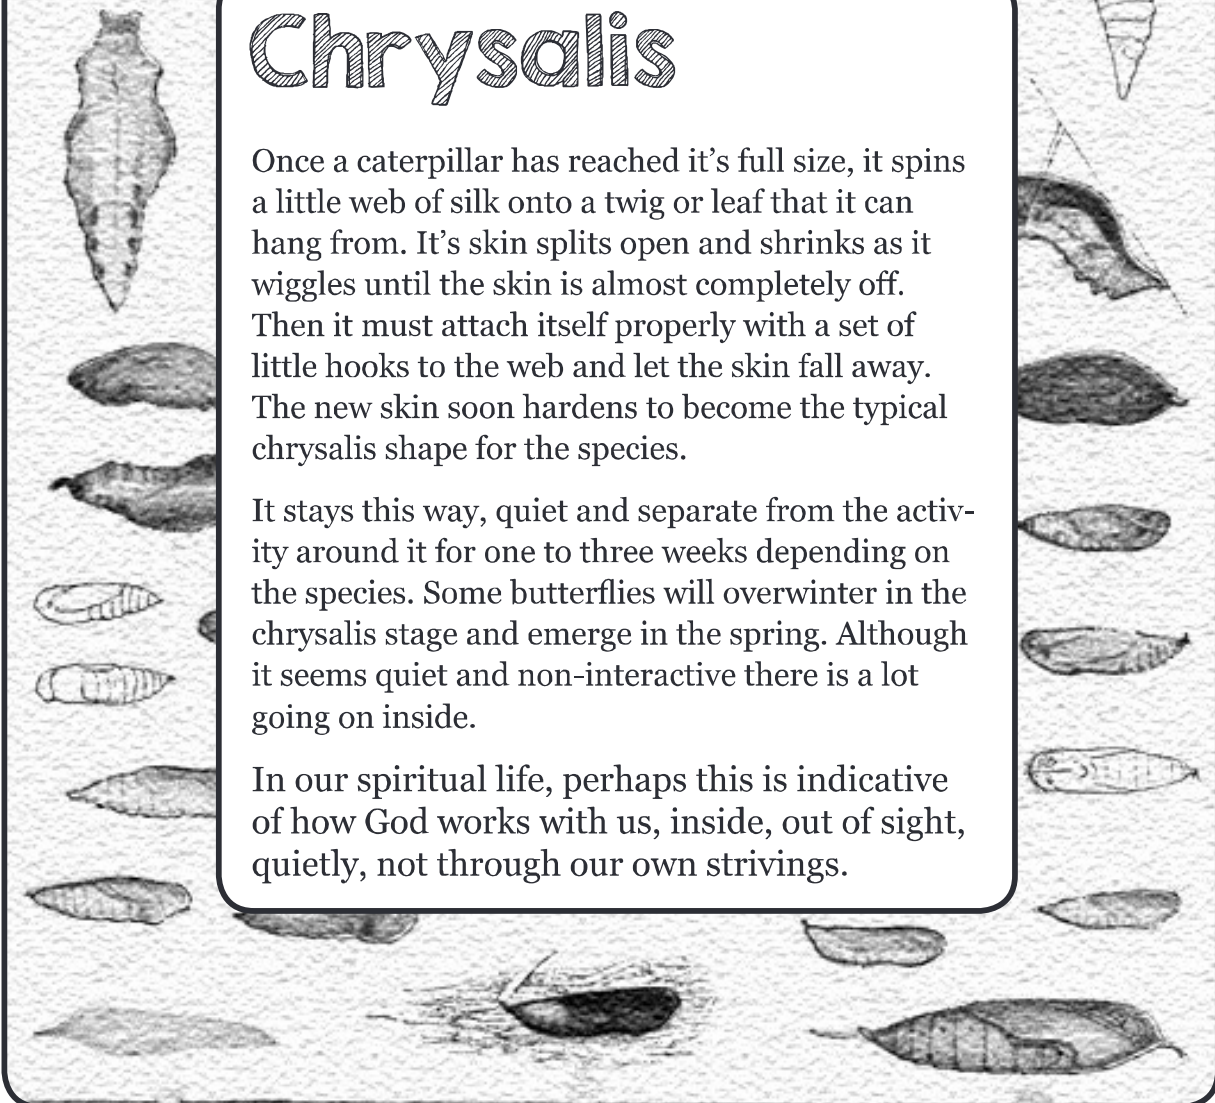 Chrysalis
Once a caterpillar has reached it’s full size, it spins
a little web of silk onto a twig or leaf that it can
hang from. It’s skin splits open and shrinks as it
wiggles until the skin is almost completely off.
Then it must attach itself properly with a set of
little hooks to the web and let the skin fall away.
The new skin soon hardens to become the typical
chrysalis shape for the species.
It stays this way, quiet and separate from the activ-
ity around it for one to three weeks depending on
the species. Some butterflies will overwinter in the
chrysalis stage and emerge in the spring. Although
it seems quiet and non-interactive there is a lot
going on inside.
In our spiritual life, perhaps this is indicative
of how God works with us, inside, out of sight,
quietly, not through our own strivings.